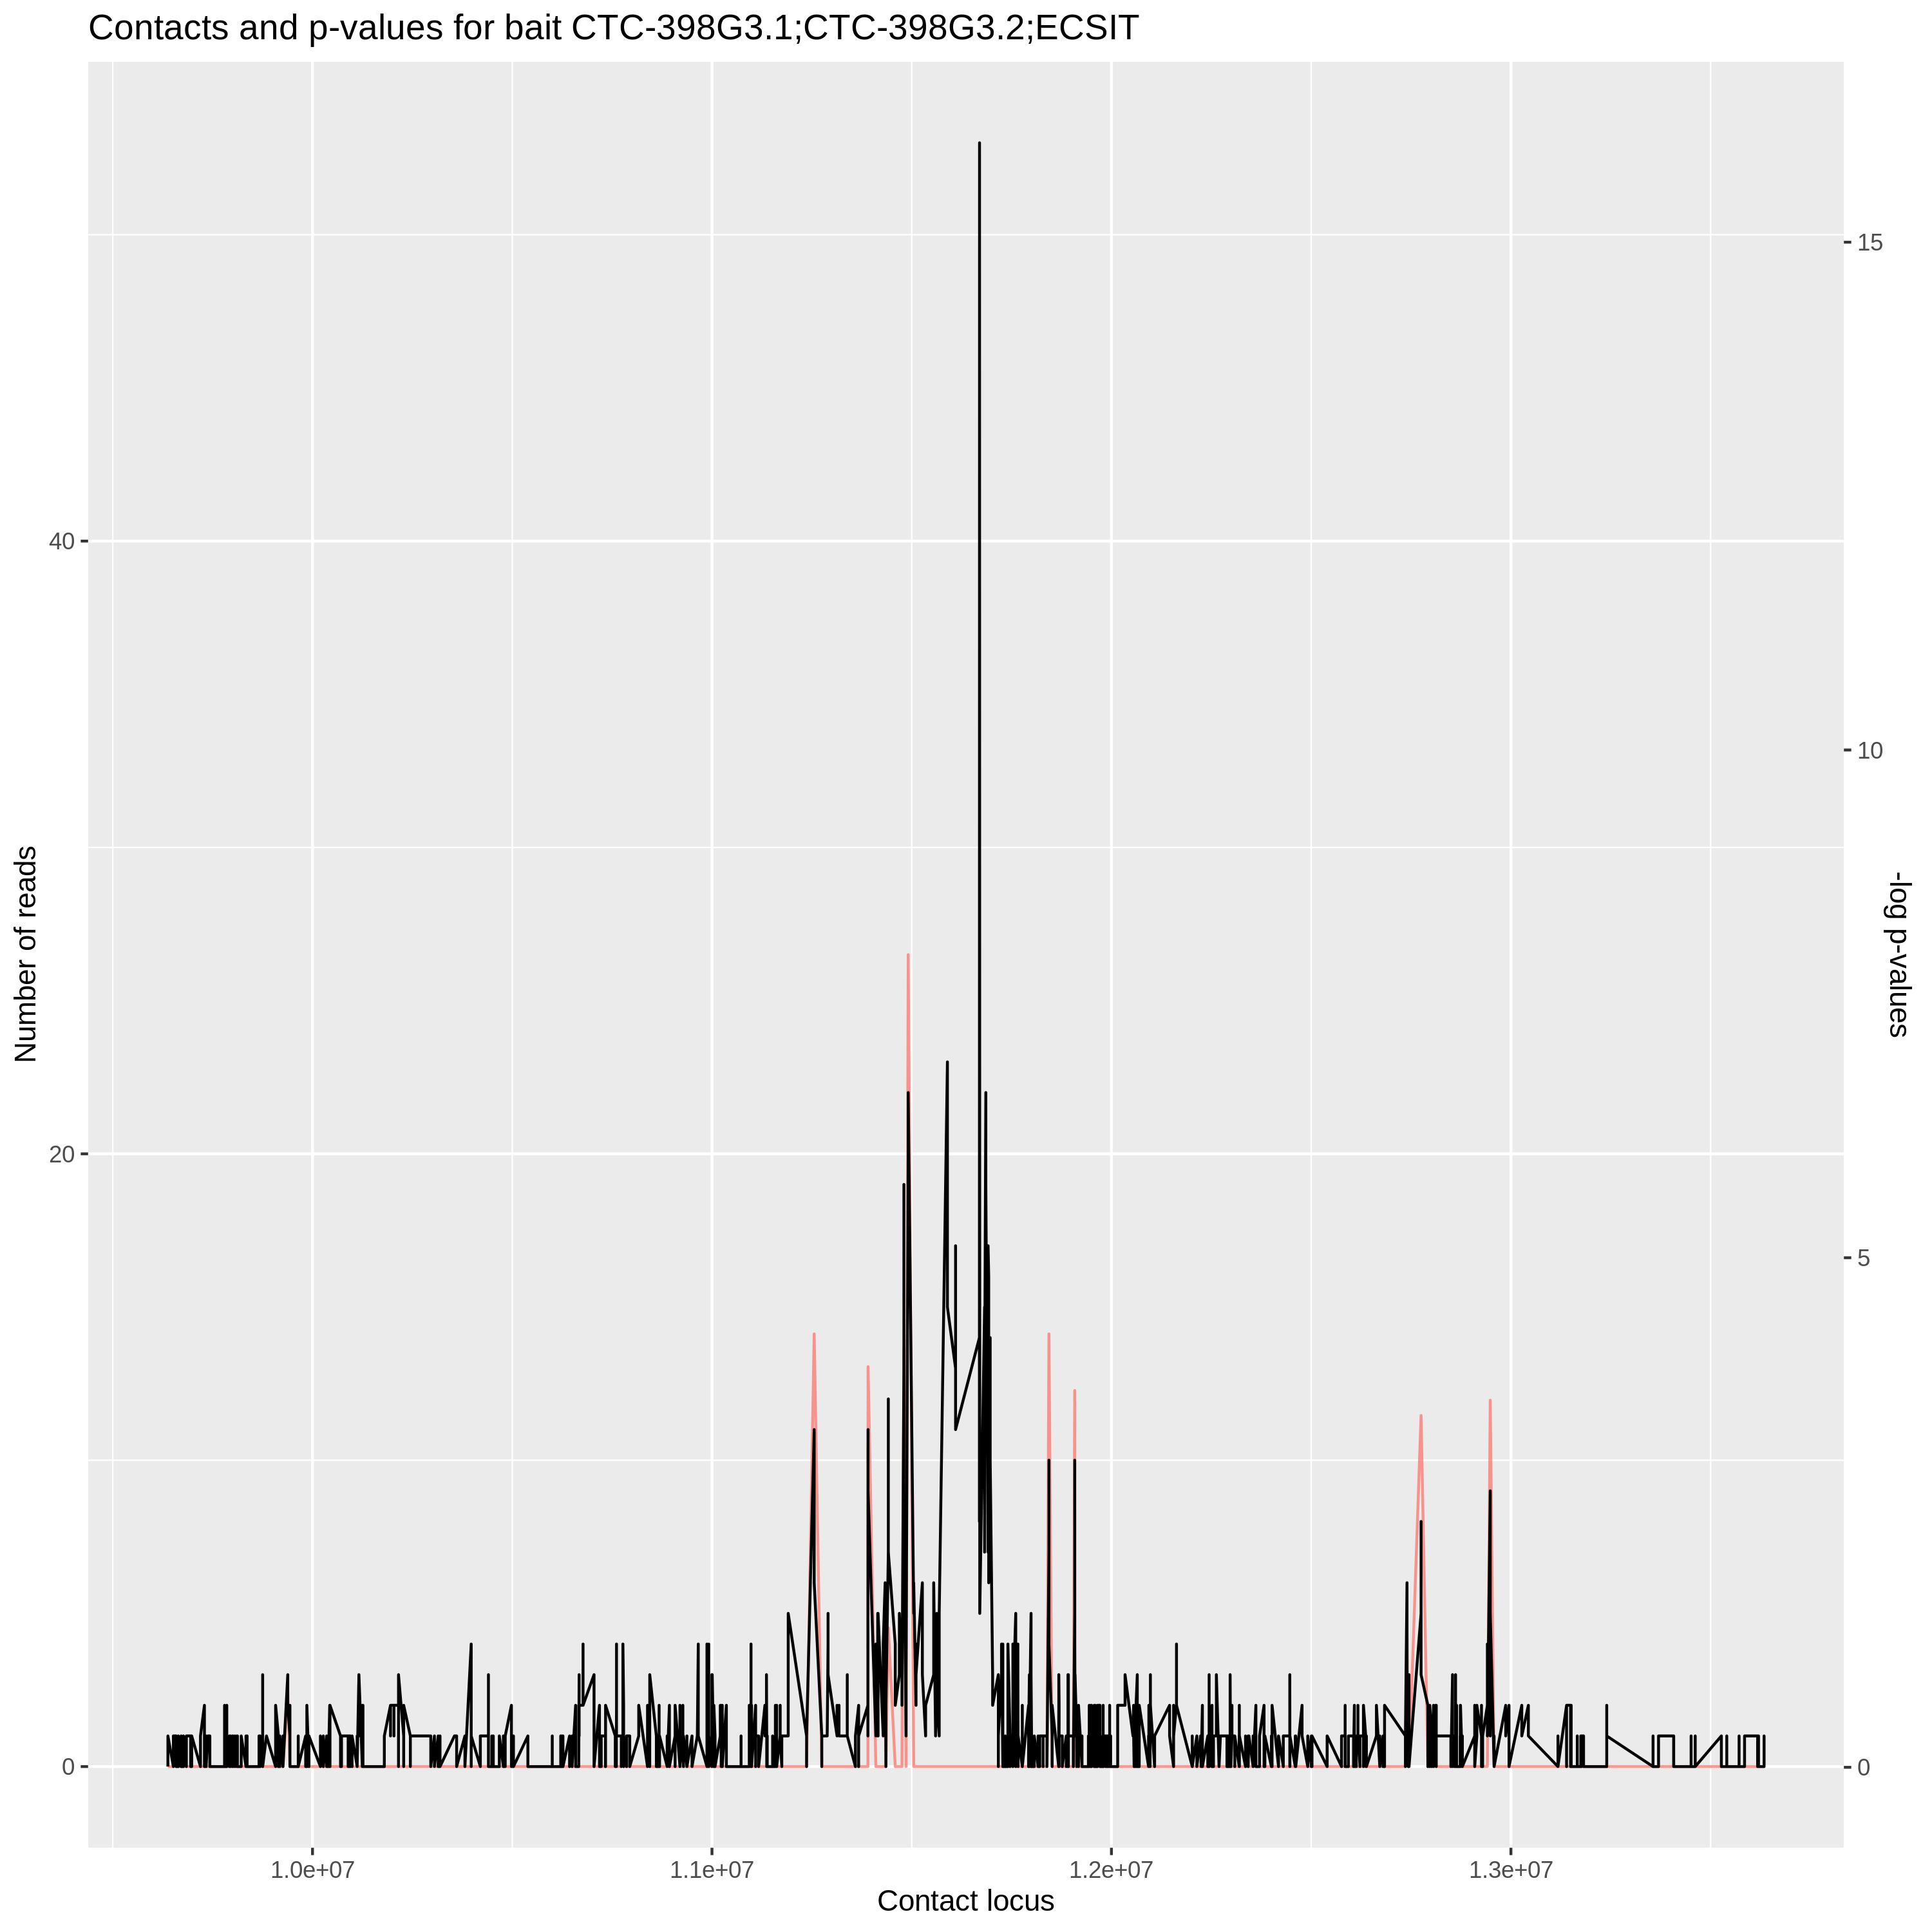 Contacts and p-values for bait CTC-398G3.1;CTC-398G3.2;ECSIT
15
40
10
Number of reads
-log p-values
20
5
0
0
1.0e+07 1.1e+07 1.2e+07 1.3e+07
Contact locus